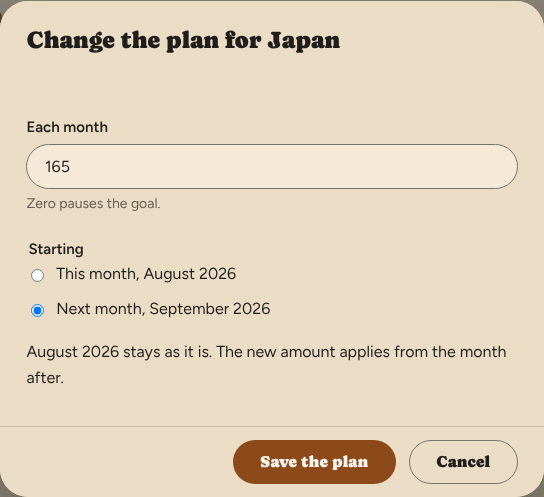 Change the plan for Japan
Each month
165
Zero pauses the goal.
Starting
This month, August 2026
Next month, September 2026
August 2026 stays as it is. The new amount applies from the month
after.
Save the plan
Cancel